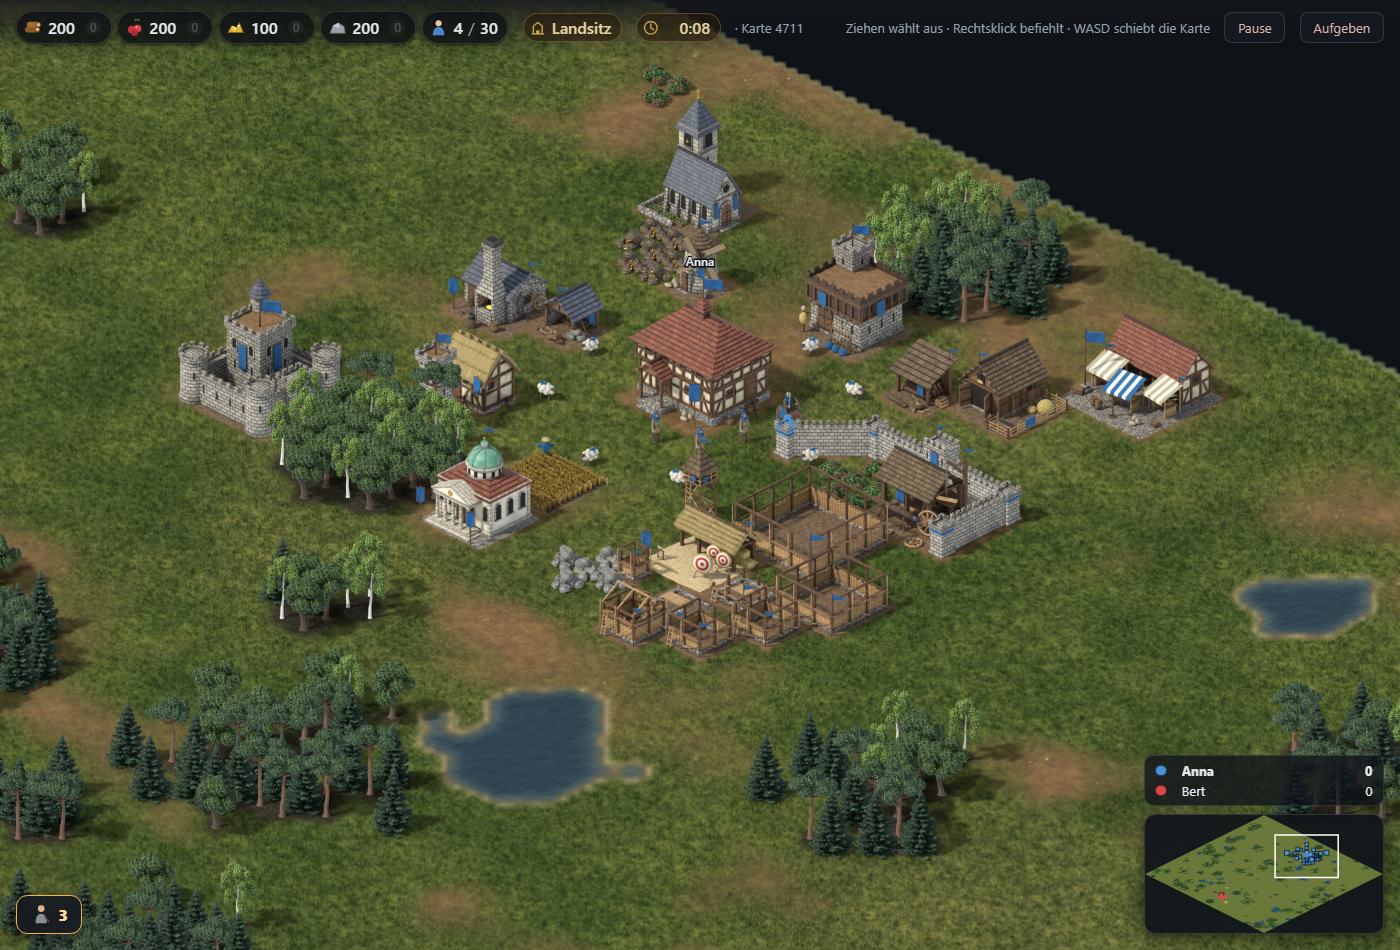 200 0 200 0 100 0 200 0 4 / 30 Landsitz 0:08 · Karte 4711 Ziehen wählt aus · Rechtsklick befiehlt · WASD schiebt die Karte Pause Aufgeben
Anna
Anna 0
Bert 0
3